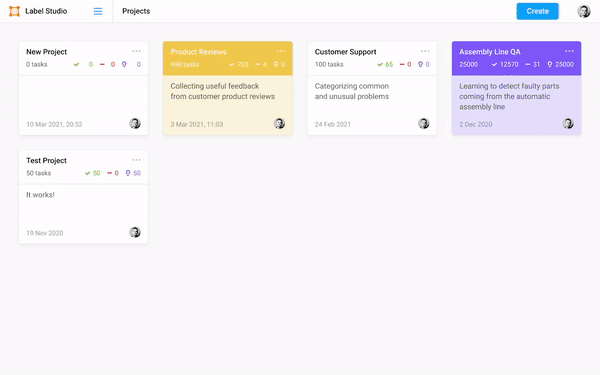 Label Studio
Projects
Create
New Project
0 tasks 0 0 0
10 Mar 2021, 20:52
Product Reviews
4 0
Collecting useful feedback
from customer product reviews
3 Mar 2021, 11:03
Customer Support
100 tasks 65 0 0
Categorizing common
and unusual problems
24 Feb 2021
Assembly Line QA
25000 12570 31 25000
Learning to detect faulty parts
coming from the automatic
assembly line
2 Dec 2020
Test Project
50 tasks 50 0 50
It works!
19 Nov 2020